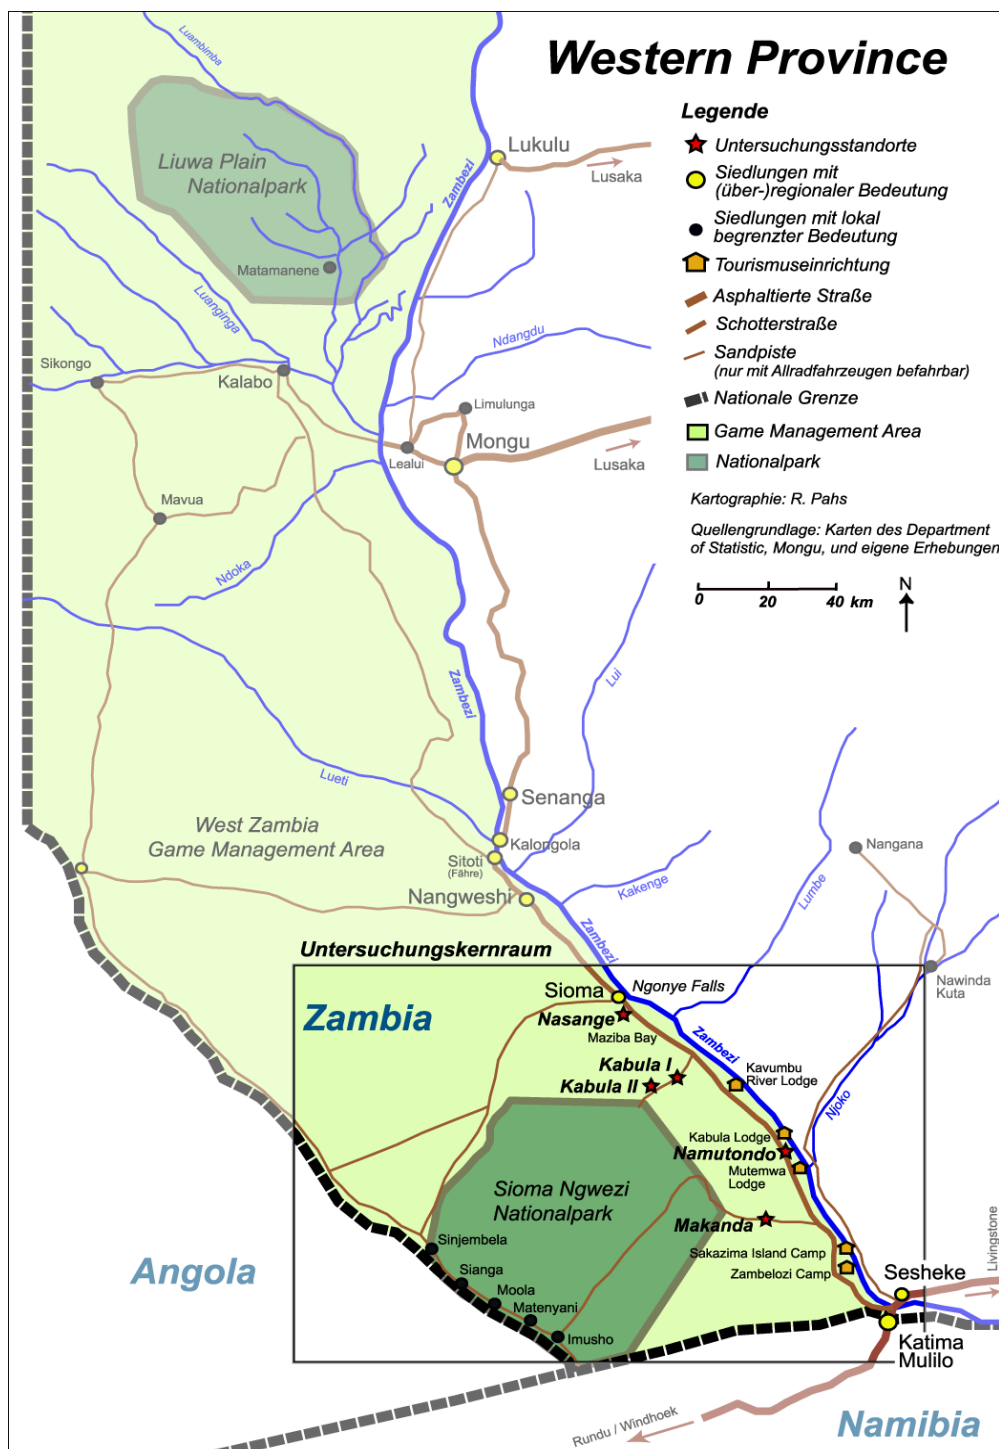 Western Province
Legende
Untersuchungsstandorte
Siedlungen mit
(über-)regionaler Bedeutung
Siedlungen mit lokal
begrenzter Bedeutung
Tourismuseinrichtung
Asphaltierte Straße
Schotterstraße
Sandpiste
(nur mit Allradfahrzeugen befahrbar)
Nationale Grenze
Game Management Area
Nationalpark
Kartographie: R. Pahs
Quellengrundlage: Karten des Department
of Statistic, Mongu, und eigene Erhebungen
0 20 40 km
N
Luambimba
Liuwa Plain
Nationalpark
Zambezi
Lukulu
Lusaka
Matamanene
Luanginga
Ndangdu
Sikongo
Kalabo
Limulunga
Mongu
Lealui
Lusaka
Mavua
Ndoka
Zambezi
Lui
Lueti
Senanga
West Zambia
Game Management Area
Kalongola
Sitoti
(Fähre)
Nangweshi
Kakenge
Lumbe
Nangana
Zambezi
Untersuchungskernraum
Nawinda
Kuta
Zambia
Sioma
Ngonye Falls
Nasange
Maziba Bay
Zambezi
Kabula I
Kabula II
Kavumbu
River Lodge
Njoko
Kabula Lodge
Namutondo
Mutemwa
Lodge
Sioma Ngwezi
Nationalpark
Makanda
Sinjembela
Sakazima Island Camp
Zambelozi Camp
Livingstone
Angola
Sianga
Moola
Matenyani
Imusho
Sesheke
Katima
Mulilo
Rundu / Windhoek
Namibia